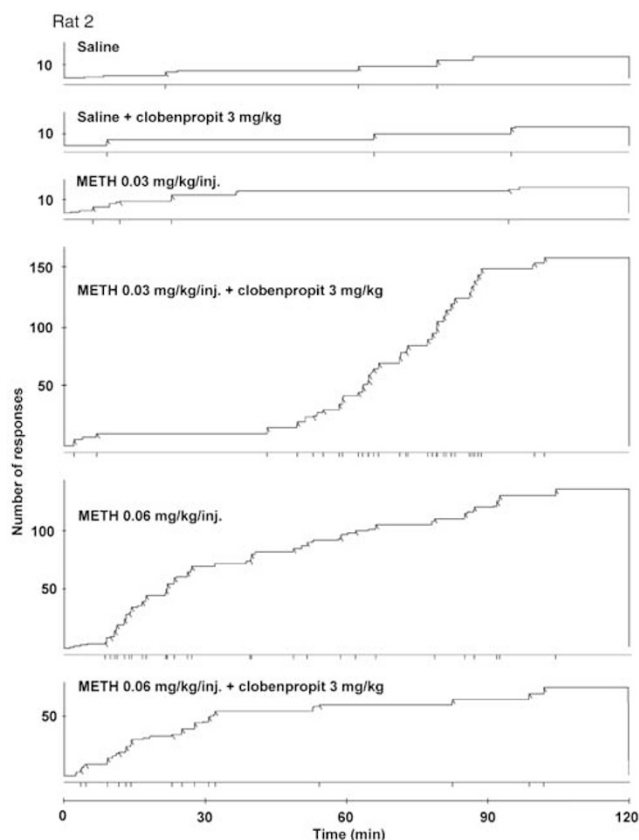 Rat 2
Saline
10
Saline + clobenpropit 3 mg/kg
10
METH 0.03 mg/kg/inj.
10
150
METH 0.03 mg/kg/inj. + clobenpropit 3 mg/kg
100
50
Number of responses
METH 0.06 mg/kg/inj.
100
50
METH 0.06 mg/kg/inj. + clobenpropit 3 mg/kg
50
0 30 60 90 120
Time (min)